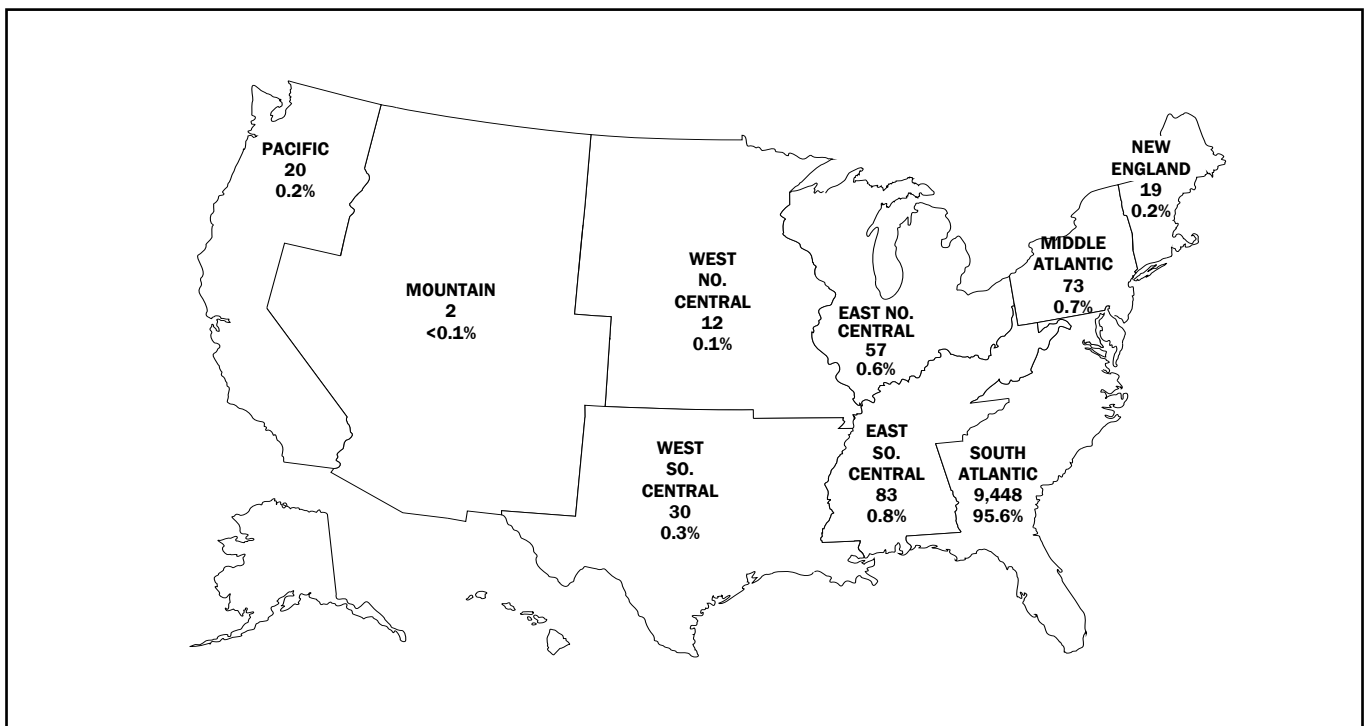 PACIFIC
20
0.2%
MOUNTAIN
2
<0.1%
WEST
NO.
CENTRAL
12
0.1%
WEST
SO.
CENTRAL
30
0.3%
EAST NO.
CENTRAL
57
0.6%
EAST
SO.
CENTRAL
83
0.8%
SOUTH
ATLANTIC
9,448
95.6%
MIDDLE
ATLANTIC
73
0.7%
NEW
ENGLAND
19
0.2%